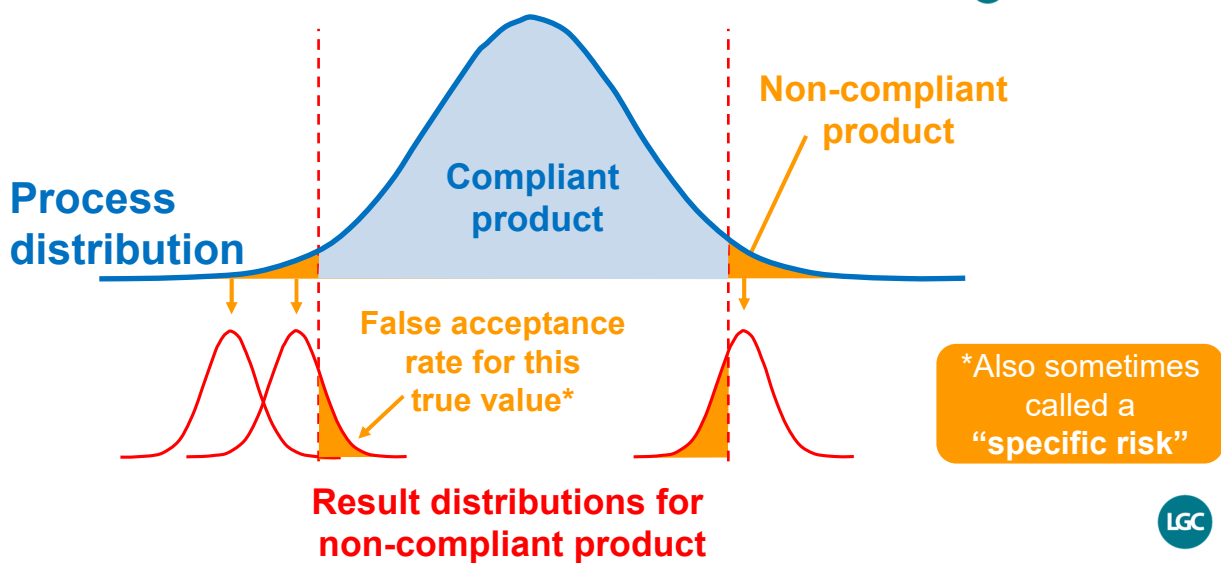 Non-compliant
product
Compliant
product
Process
distribution
False acceptance
rate for this
true value*
*Also sometimes
called a
“specific risk”
Result distributions for
non-compliant product
LGC